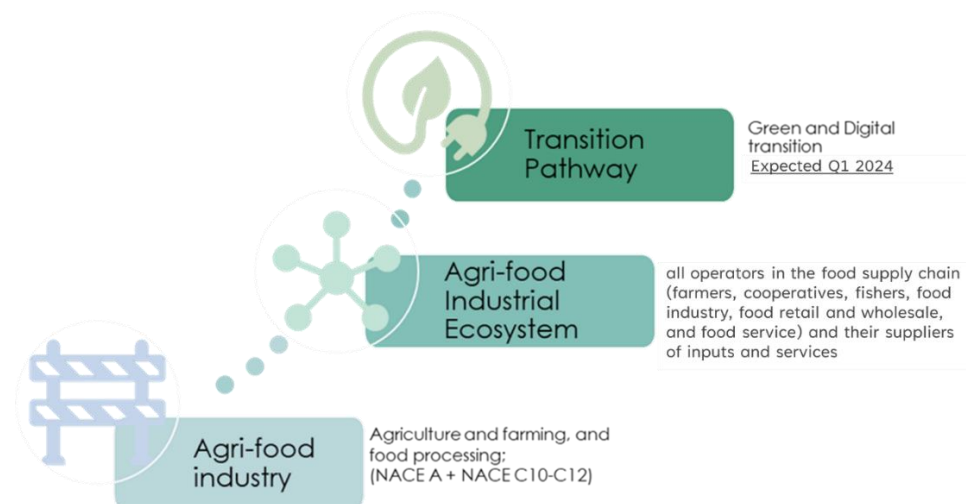 Transition
Pathway
Green and Digital
transition
Expected Q1 2024
Agri-food
Industrial
Ecosystem
all operators in the food supply chain
(farmers, cooperatives, fishers, food
industry, food retail and wholesale,
and food service) and their suppliers
of inputs and services
Agri-food
industry
Agriculture and farming, and
food processing;
(NACE A + NACE C10-C12)